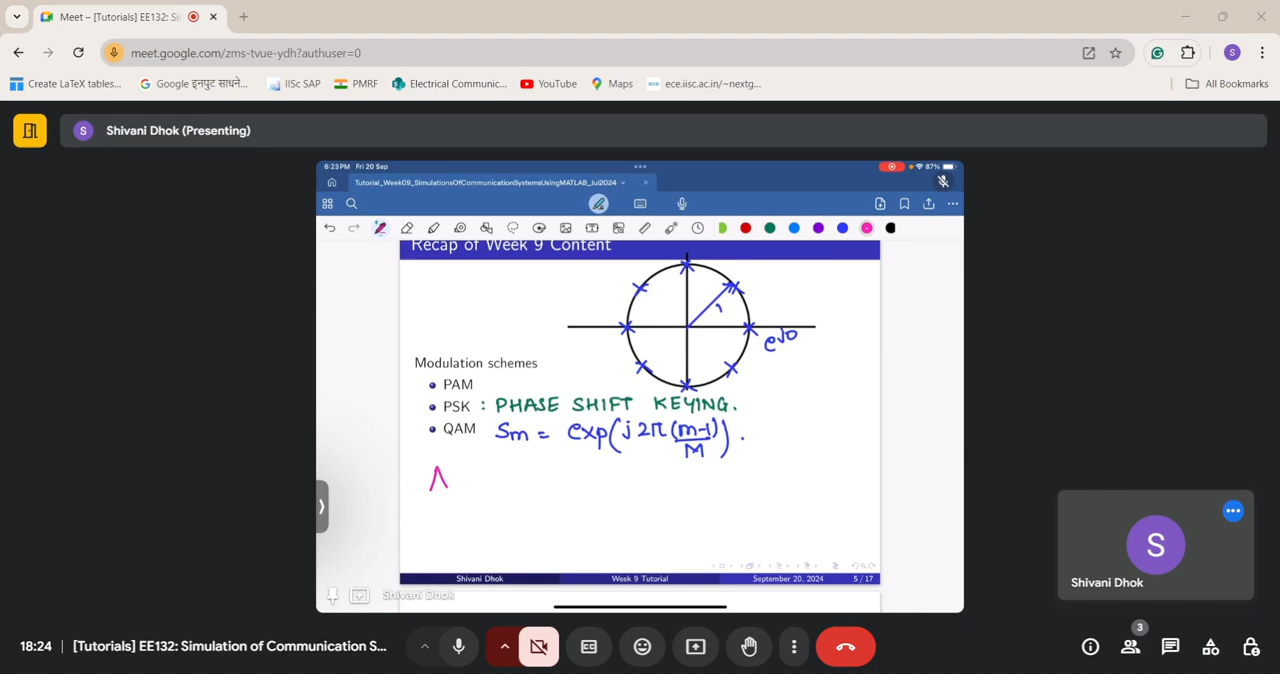 Meet – [Tutorials] EE132: Si
meet.google.com/zms-tvue-ydh?authuser=0
Create LaTeX tables... Google इनपुट साधने... IISc SAP PMRF Electrical Communic... YouTube Maps ece.iisc.ac.in/~nextg... All Bookmarks
S Shivani Dhok (Presenting)
6:23 PM Fri 20 Sep 87%
Tutorial_Week09_SimulationsOfCommunicationSystemsUsingMATLAB_Jul2024
Recap of Week 9 Content
1
e^j0
Modulation schemes
PAM
PSK : PHASE SHIFT KEYING.
QAM Sm = exp(j 2π (m-1)/M).
Λ
Shivani Dhok Week 9 Tutorial September 20, 2024 5 / 17
Shivani Dhok
S
Shivani Dhok
3
18:24 | [Tutorials] EE132: Simulation of Communication S...